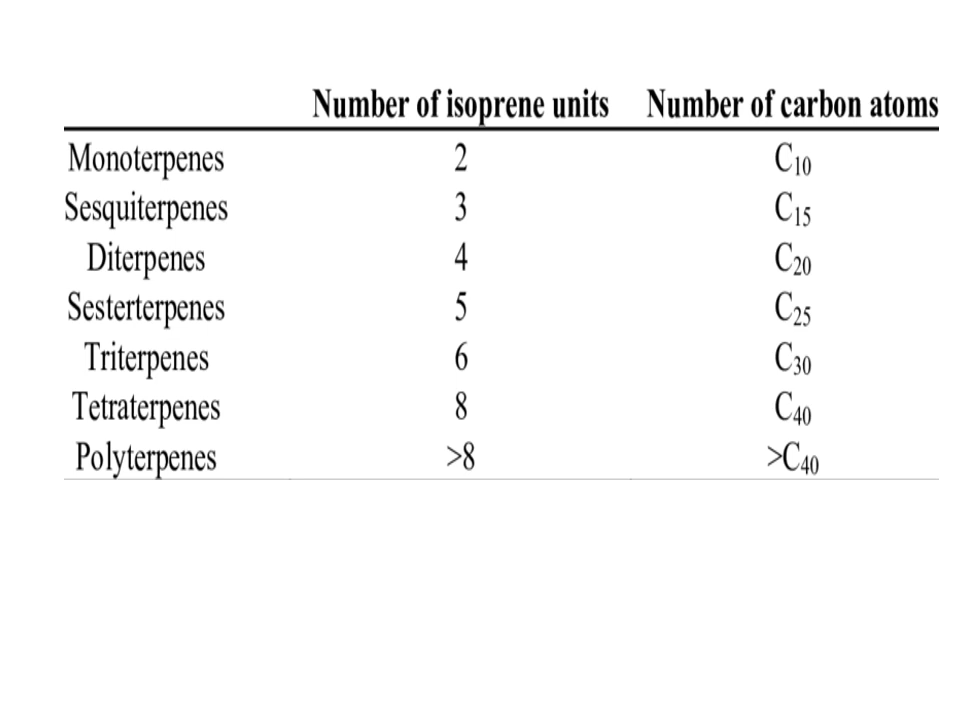 Number of isoprene units Number of carbon atoms
Monoterpenes 2 C₁₀
Sesquiterpenes 3 C₁₅
Diterpenes 4 C₂₀
Sesterterpenes 5 C₂₅
Triterpenes 6 C₃₀
Tetraterpenes 8 C₄₀
Polyterpenes >8 >C₄₀